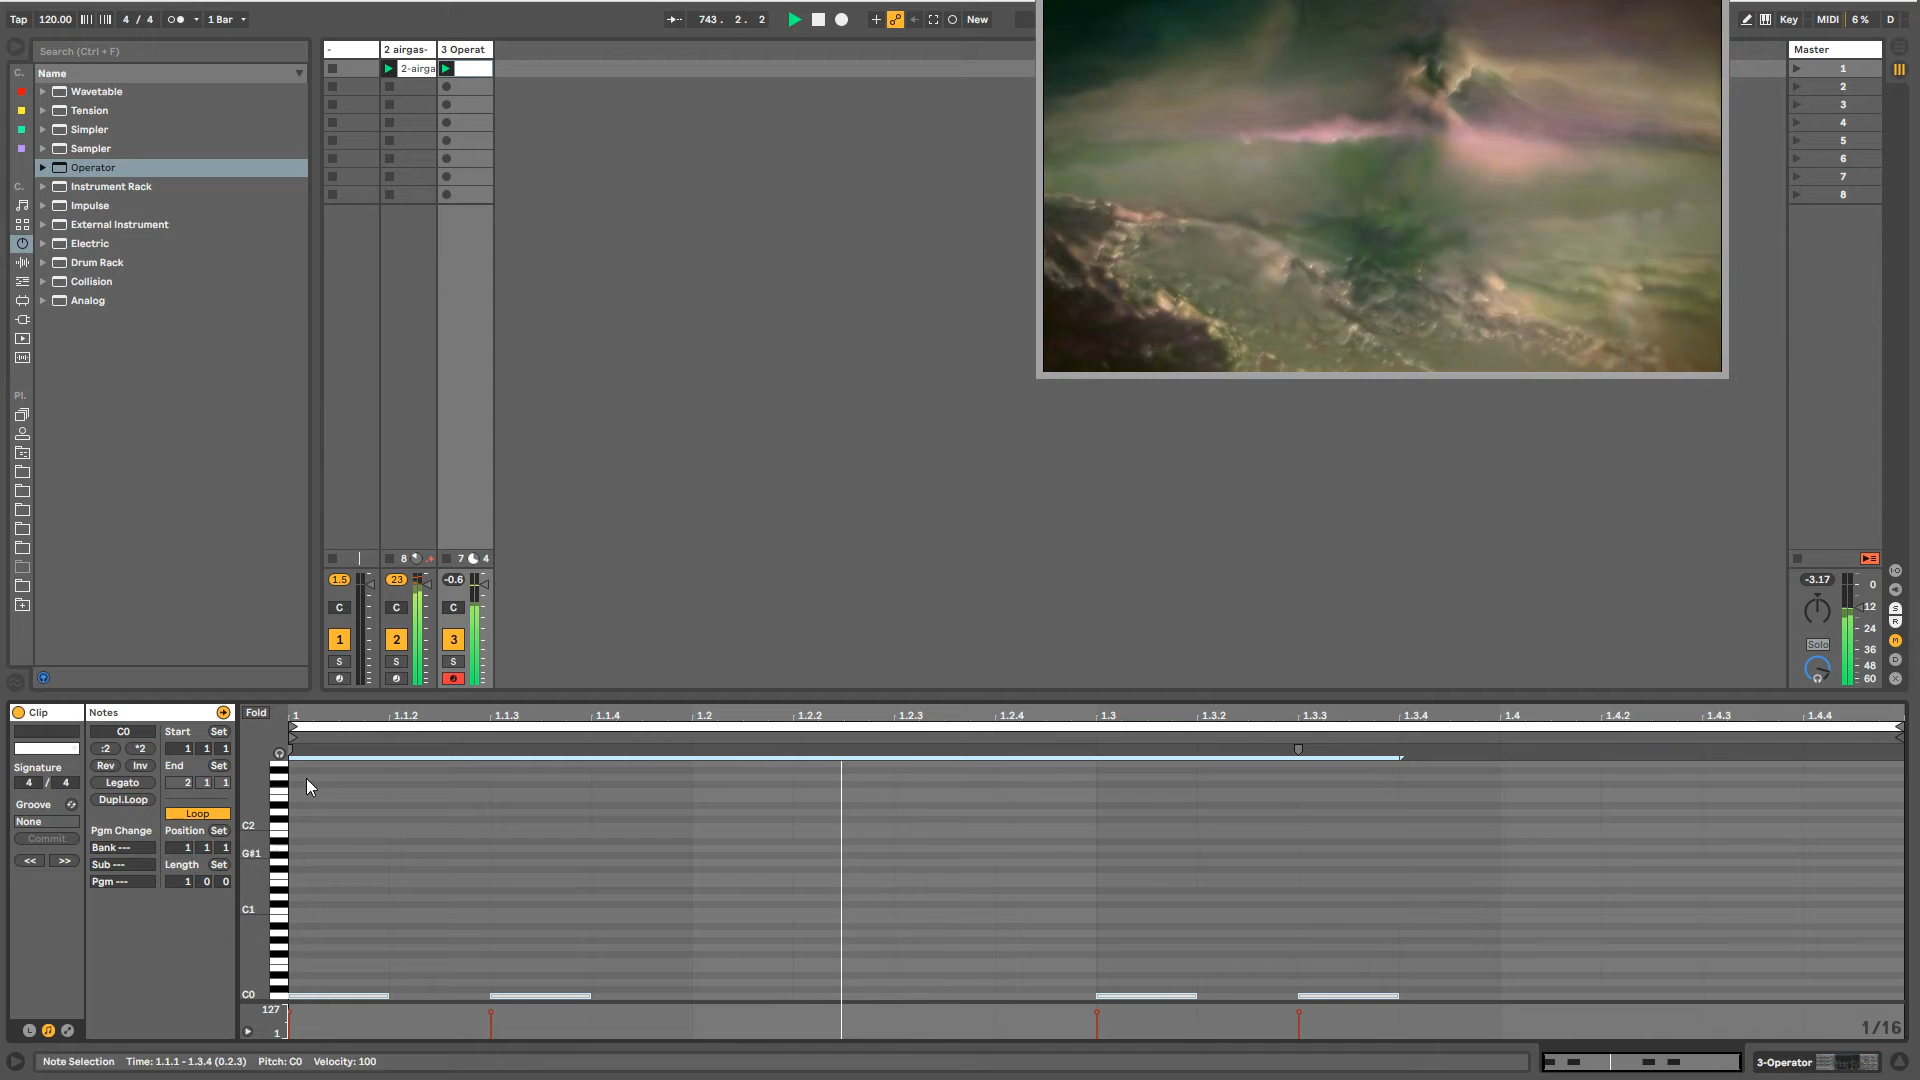 Tap 120.00 4 / 4 1 Bar 743. 2. 2 New Key MIDI 6 % D
Search (Ctrl + F)
C.
Name
Wavetable
Tension
Simpler
Sampler
Operator
C.
Instrument Rack
Impulse
External Instrument
Electric
Drum Rack
Collision
Analog
Pl.
- 2 airgas- 3 Operat
2-airga
Master
1
2
3
4
5
6
7
8
8 7 4
1.5 23 -0.6
C C C
1 2 3
S S S
-3.17 0
12
24
Solo 36
48
60
S
R
M
D
X
Clip Notes Fold
1 1.1.2 1.1.3 1.1.4 1.2 1.2.2 1.2.3 1.2.4 1.3 1.3.2 1.3.3 1.3.4 1.4 1.4.2 1.4.3 1.4.4
C0 Start Set
:2 *2 1 1 1
Signature Rev Inv End Set
4 / 4 Legato 2 1 1
Groove Dupl.Loop
None Loop
Commit Pgm Change Position Set
<< >> Bank --- 1 1 1
Sub --- Length Set
Pgm --- 1 0 0
C2
G#1
C1
C0
127
1
L
1/16
Note Selection Time: 1.1.1 - 1.3.4 (0.2.3) Pitch: C0 Velocity: 100
3-Operator